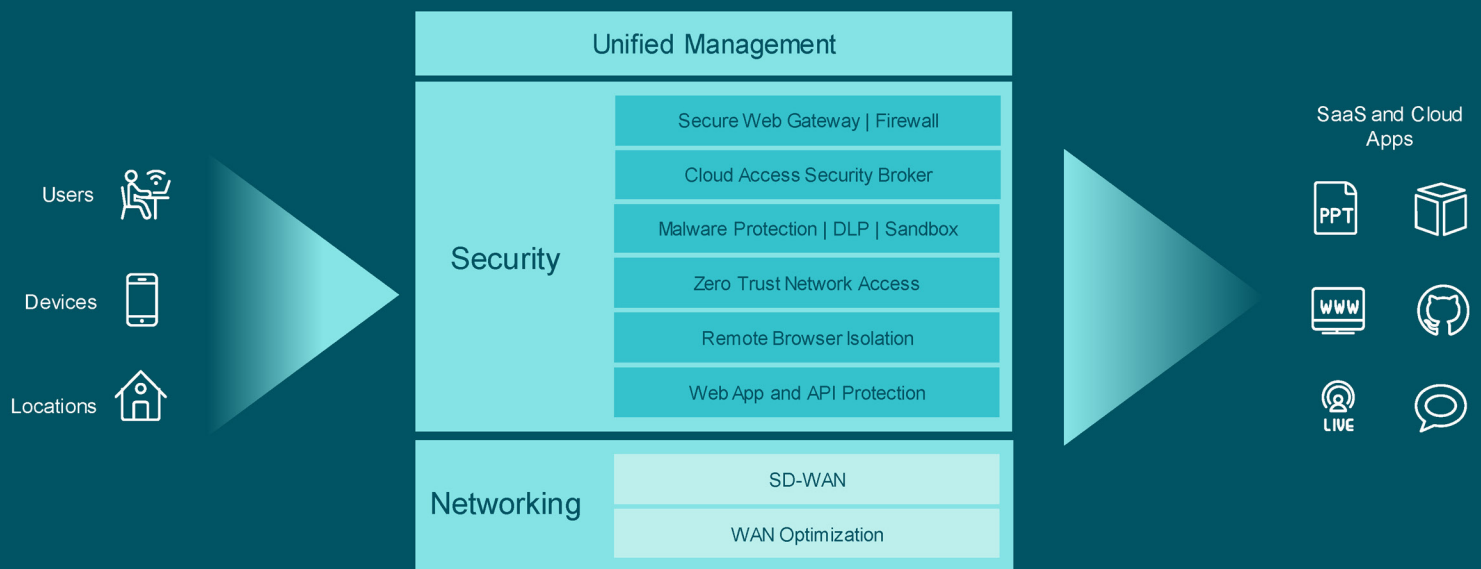 Unified Management
Users
Devices
Locations
Security
Secure Web Gateway | Firewall
Cloud Access Security Broker
Malware Protection | DLP | Sandbox
Zero Trust Network Access
Remote Browser Isolation
Web App and API Protection
Networking
SD-WAN
WAN Optimization
SaaS and Cloud
Apps
PPT
WWW
LIVE